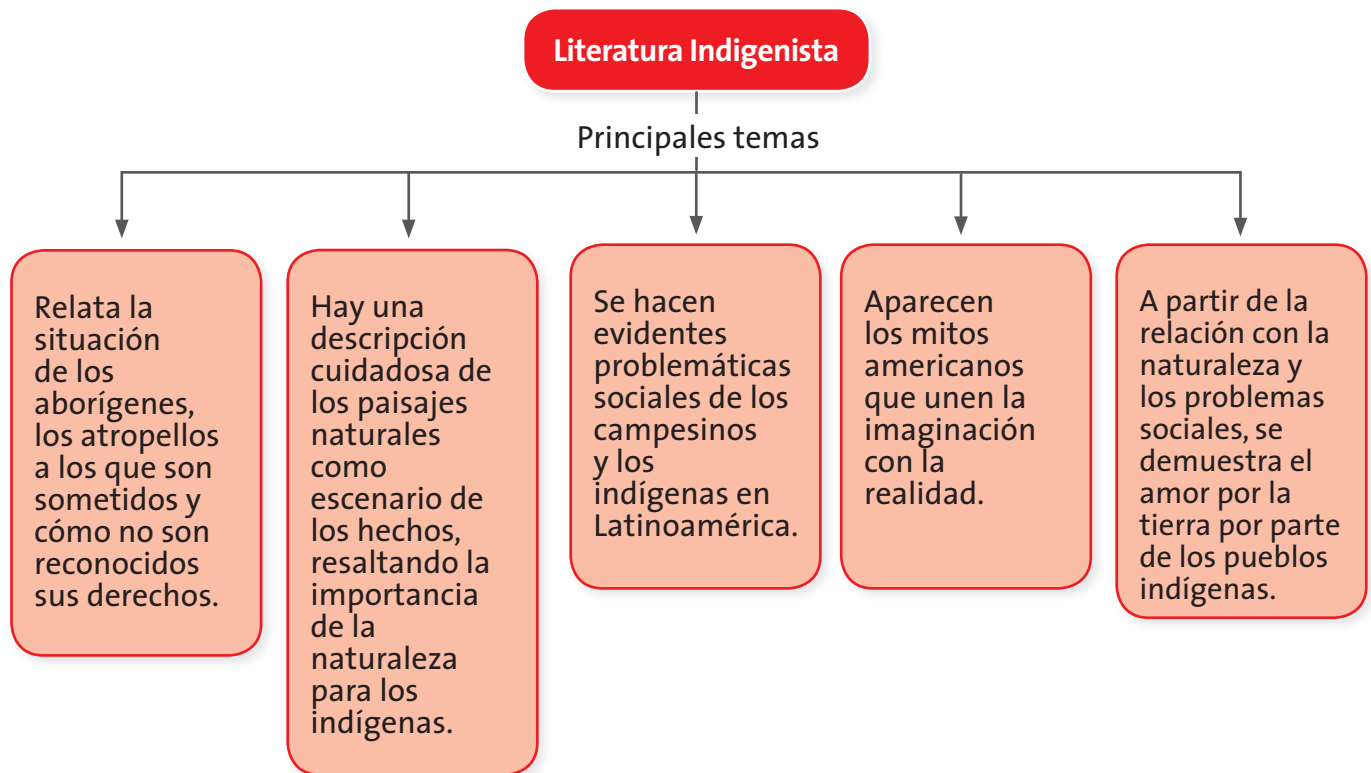 Literatura Indigenista
Principales temas
Relata la
situación
de los
aborígenes,
los atropellos
a los que son
sometidos y
cómo no son
reconocidos
sus derechos.
Hay una
descripción
cuidadosa de
los paisajes
naturales
como
escenario de
los hechos,
resaltando la
importancia
de la
naturaleza
para los
indígenas.
Se hacen
evidentes
problemáticas
sociales de los
campesinos
y los
indígenas en
Latinoamérica.
Aparecen
los mitos
americanos
que unen la
imaginación
con la
realidad.
A partir de la
relación con la
naturaleza y
los problemas
sociales, se
demuestra el
amor por la
tierra por parte
de los pueblos
indígenas.